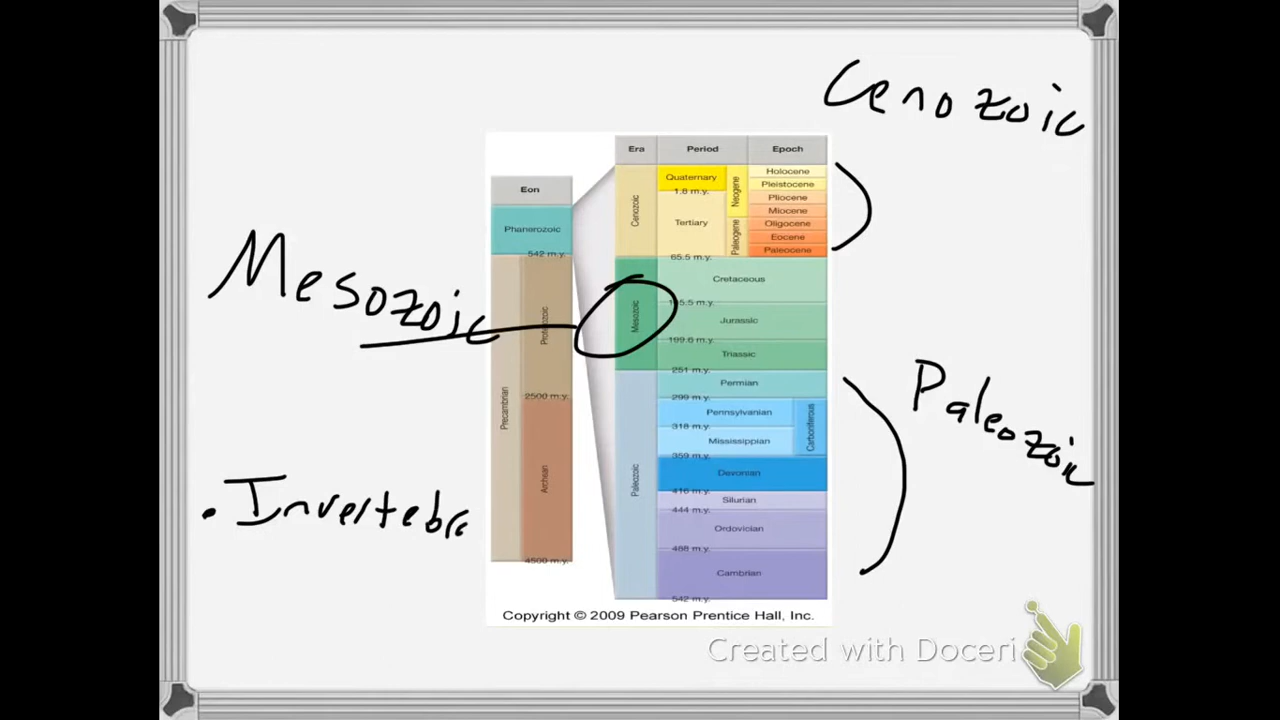 Cenozoic
Era Period Epoch
Eon
Quaternary
1.8 m.y.
Tertiary
Neogene
Paleogene
Holocene
Pleistocene
Pliocene
Miocene
Oligocene
Eocene
Paleocene
Cenozoic
65.5 m.y.
Phanerozoic
542 m.y.
Mesozoic
Mesozoic
Cretaceous
Jurassic
199.6 m.y.
Triassic
251 m.y.
Proterozoic
2500 m.y.
Precambrian
Archean
4500 m.y.
Paleozoic
Permian
299 m.y.
Pennsylvanian
318 m.y.
Mississippian
Carboniferous
359 m.y.
Devonian
416 m.y.
Silurian
444 m.y.
Ordovician
488 m.y.
Cambrian
542 m.y.
Paleozoic
• Invertebr
Copyright © 2009 Pearson Prentice Hall, Inc.
Created with Doceri